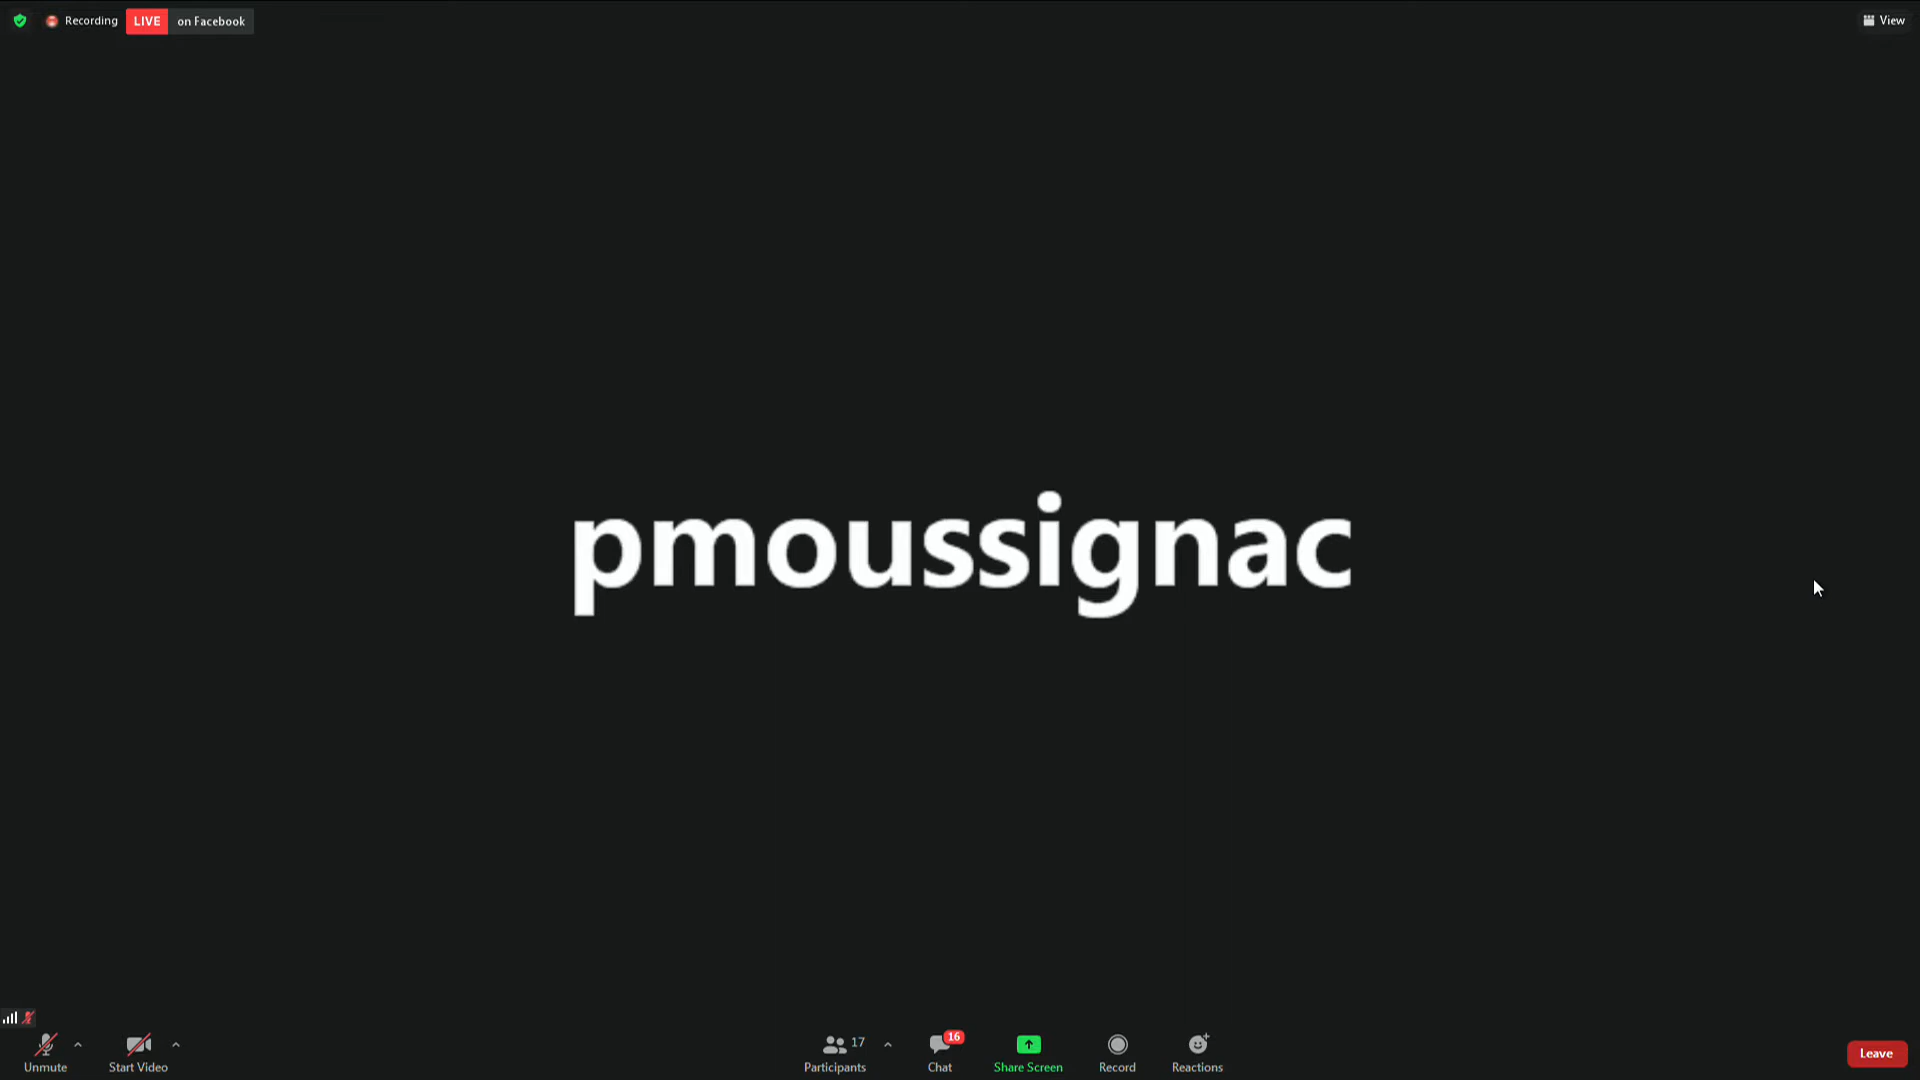 Recording LIVE on Facebook
View
pmoussignac
17
16
Unmute
Start Video
Participants
Chat
Share Screen
Record
Reactions
Leave